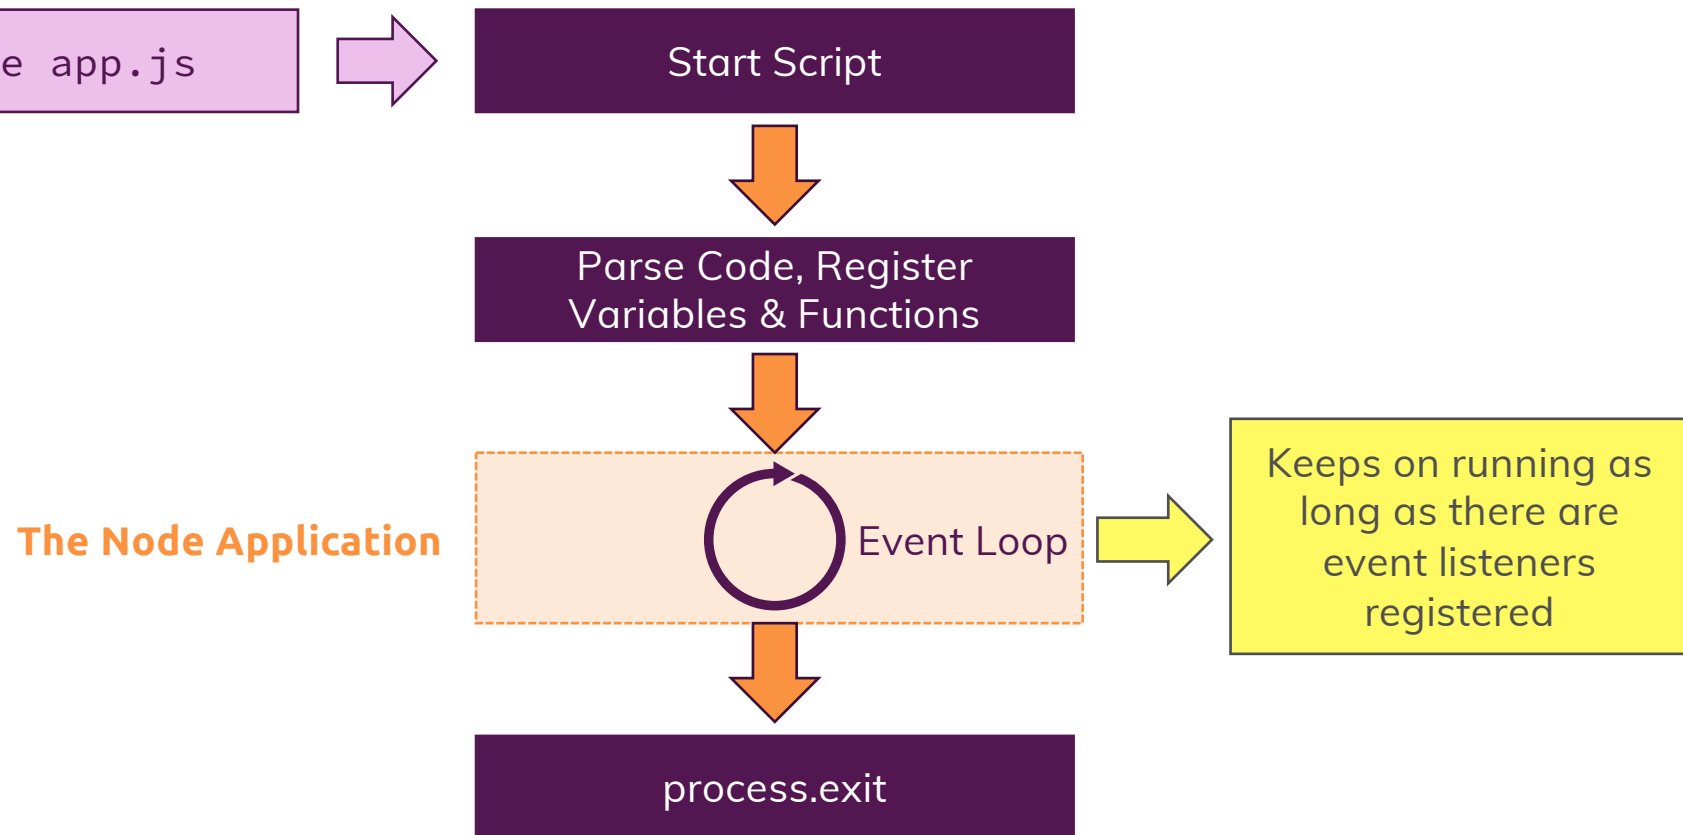 e app.js
Start Script
Parse Code, Register
Variables & Functions
The Node Application
Event Loop
Keeps on running as
long as there are
event listeners
registered
process.exit